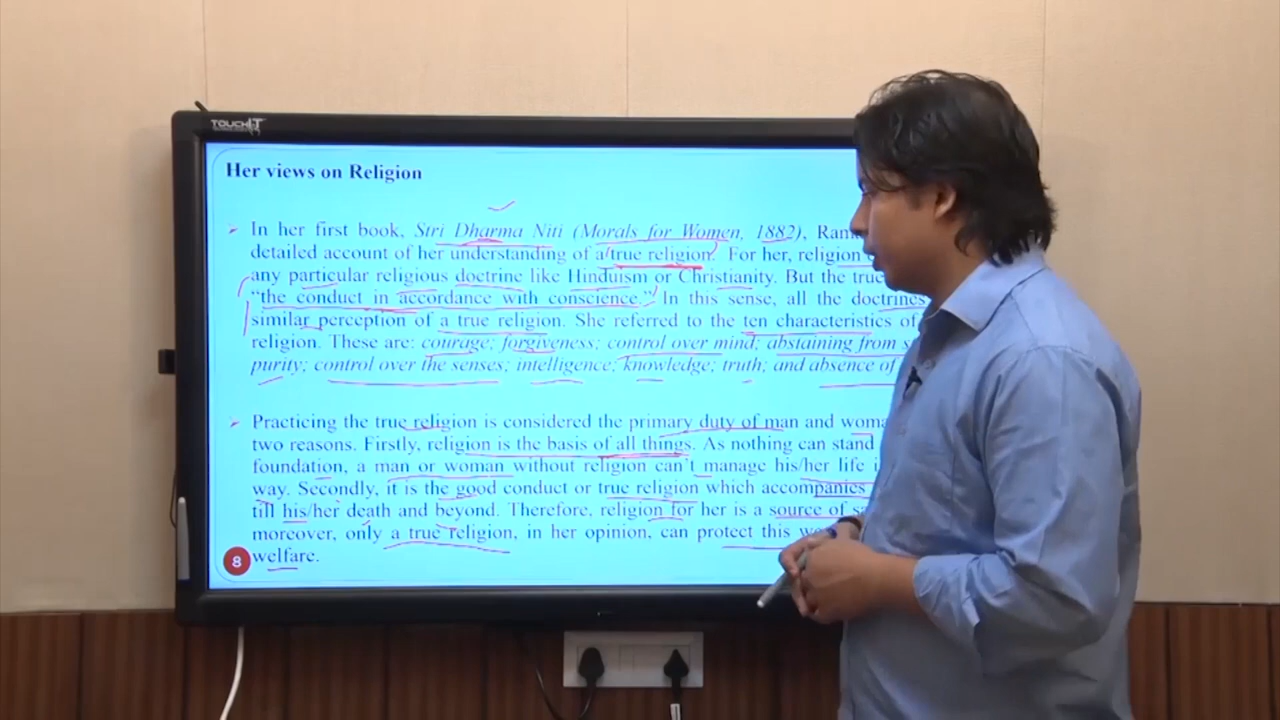 TOUCHIT
Her views on Religion
➢ In her first book, Stri Dharma Niti (Morals for Women, 1882),
detailed account of her understanding of a true religion. For her, religion
any particular religious doctrine like Hinduism or Christianity. But the true
“the conduct in accordance with conscience.” In this sense, all the doctrines
similar perception of a true religion. She referred to the ten characteristics of
religion. These are: courage; forgiveness; control over mind; abstaining from
purity; control over the senses; intelligence; knowledge; truth; and absence of
➢ Practicing the true religion is considered the primary duty of man and
two reasons. Firstly, religion is the basis of all things. As nothing can stand
foundation, a man or woman without religion can't manage his/her life
way. Secondly, it is the good conduct or true religion which accompanies
till his/her death and beyond. Therefore, religion for her is a source of
moreover, only a true religion, in her opinion, can protect this
8
welfare.